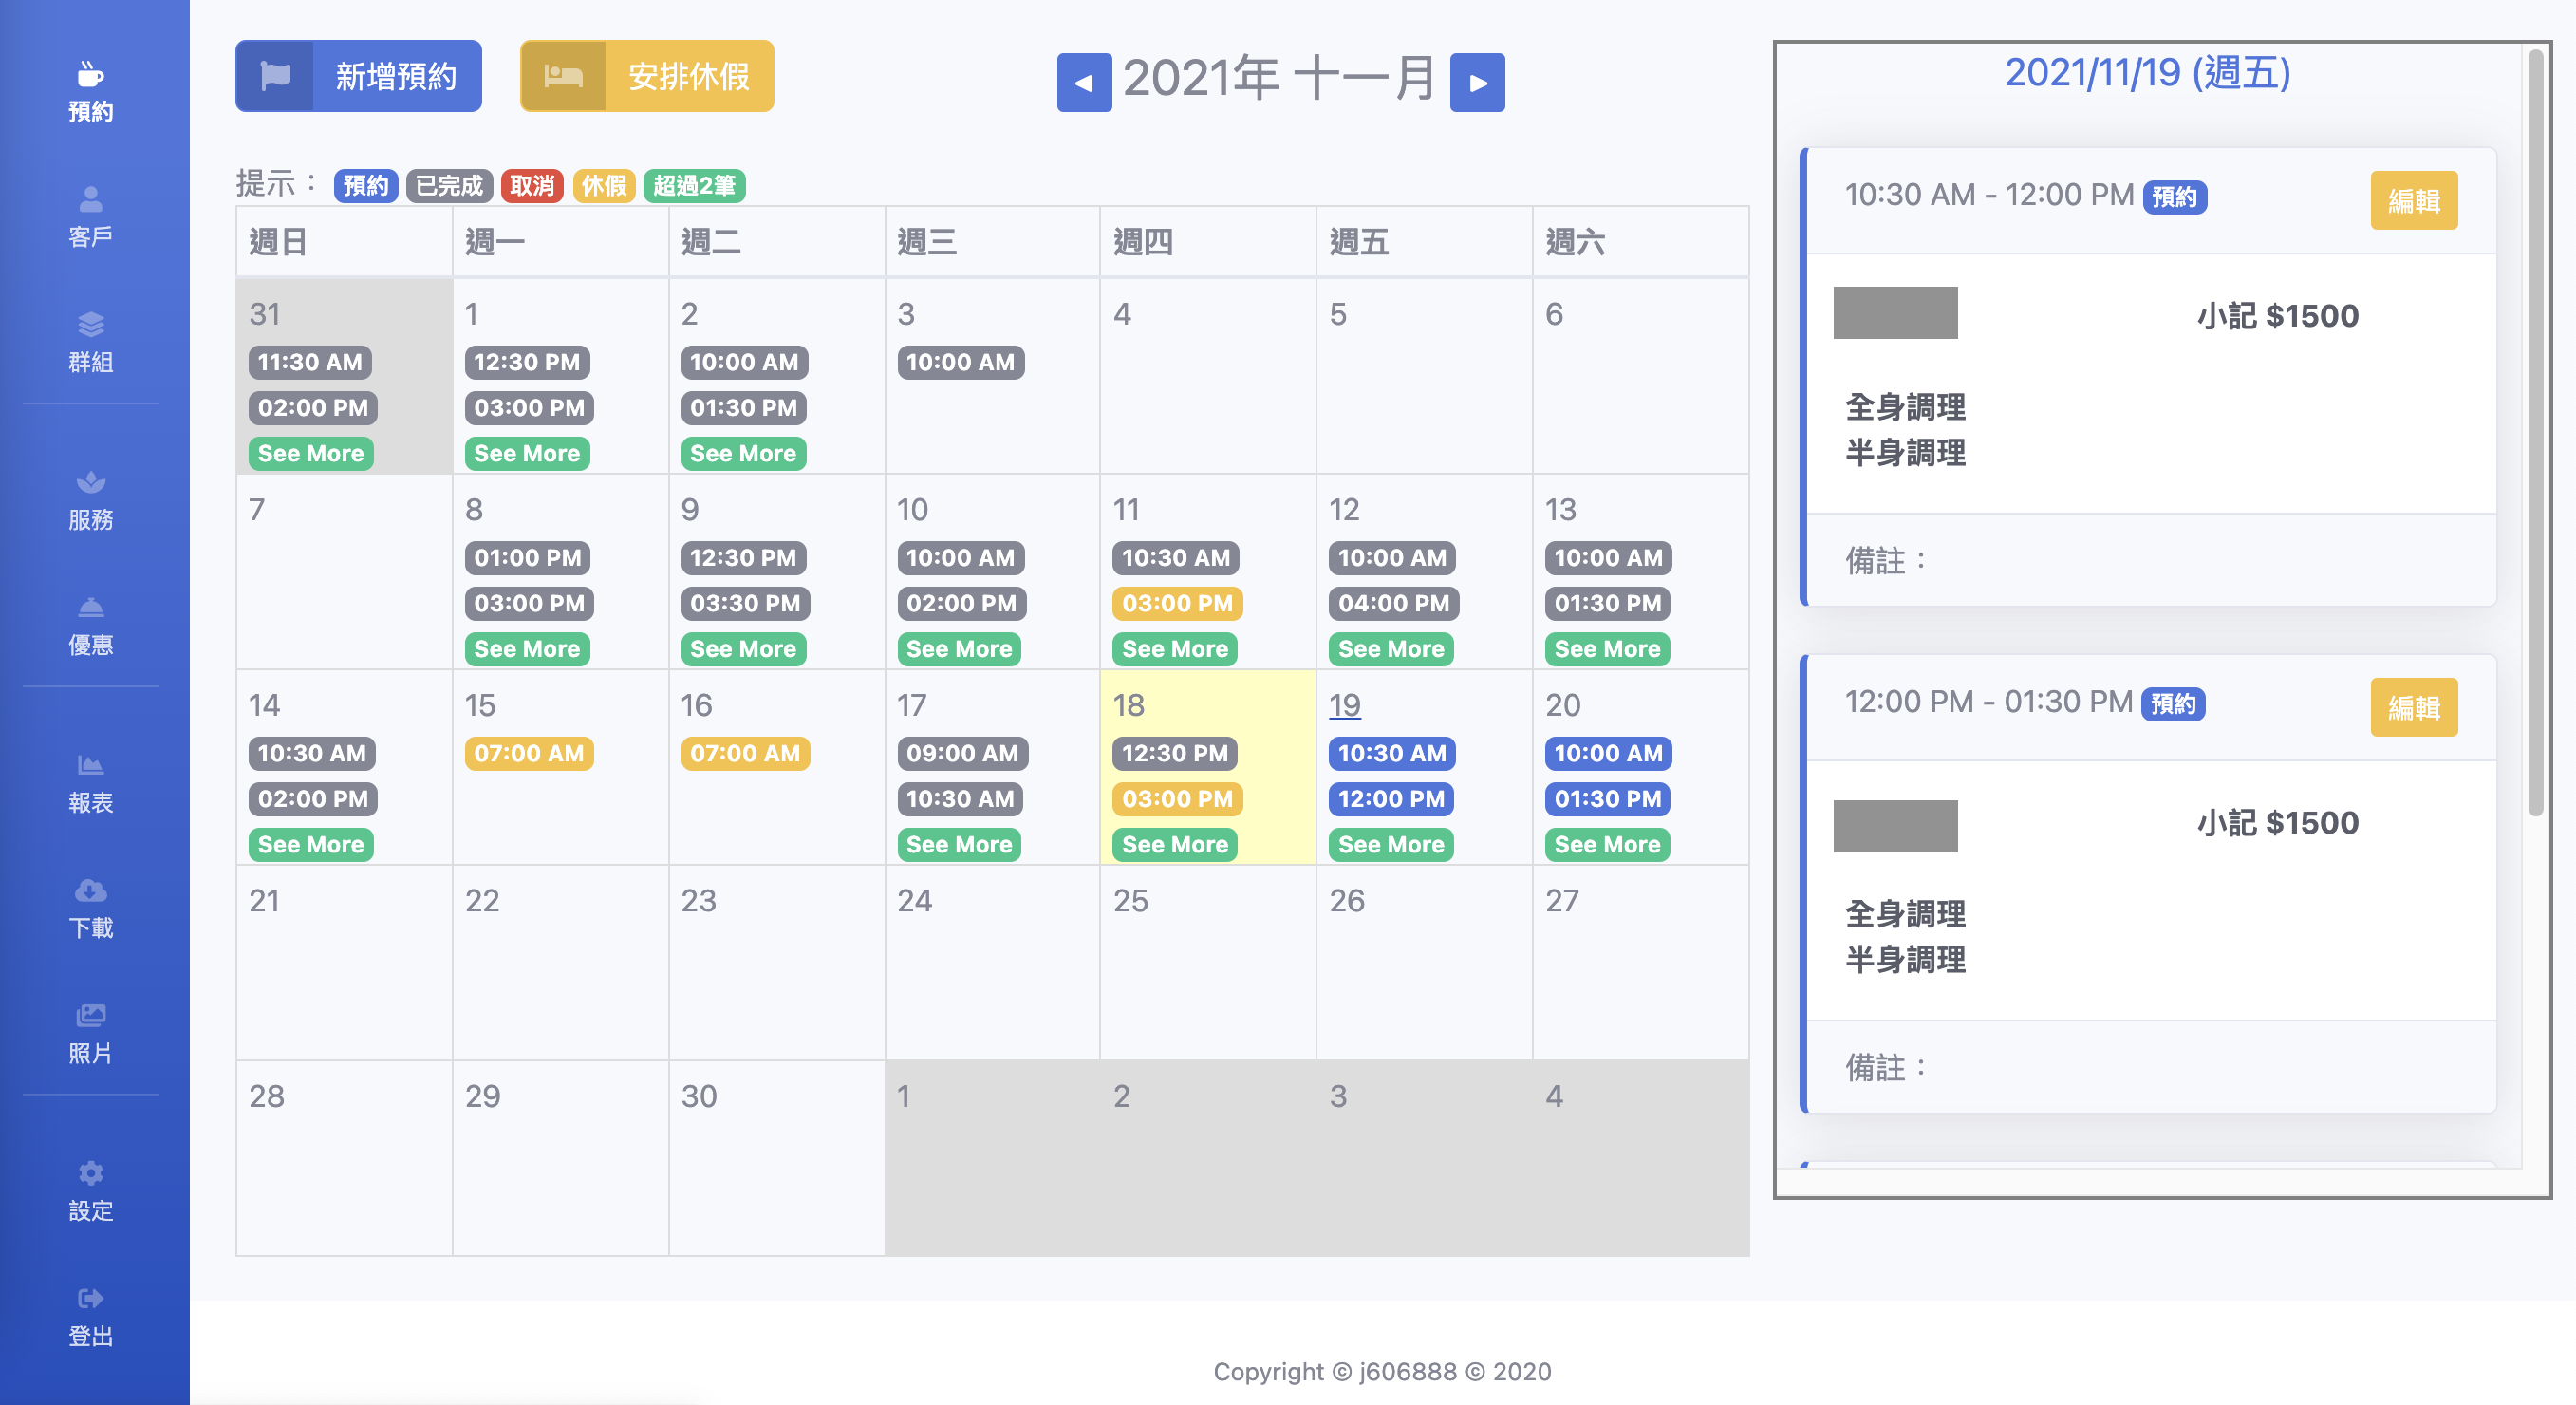 預約
客戶
群組
服務
優惠
報表
下載
照片
設定
登出
新增預約
安排休假
◀ 2021年 十一月 ▶
提示： 預約 已完成 取消 休假 超過2筆
週日 週一 週二 週三 週四 週五 週六
31 1 2 3 4 5 6
11:30 AM 12:30 PM 10:00 AM 10:00 AM
02:00 PM 03:00 PM 01:30 PM
See More See More See More
7 8 9 10 11 12 13
01:00 PM 12:30 PM 10:00 AM 10:30 AM 10:00 AM 10:00 AM
03:00 PM 03:30 PM 02:00 PM 03:00 PM 04:00 PM 01:30 PM
See More See More See More See More See More See More
14 15 16 17 18 19 20
10:30 AM 07:00 AM 07:00 AM 09:00 AM 12:30 PM 10:30 AM 10:00 AM
02:00 PM 10:30 AM 03:00 PM 12:00 PM 01:30 PM
See More See More See More See More See More
21 22 23 24 25 26 27
28 29 30 1 2 3 4
2021/11/19 (週五)
10:30 AM - 12:00 PM 預約 編輯
小記 $1500
全身調理
半身調理
備註：
12:00 PM - 01:30 PM 預約 編輯
小記 $1500
全身調理
半身調理
備註：
Copyright © j606888 © 2020